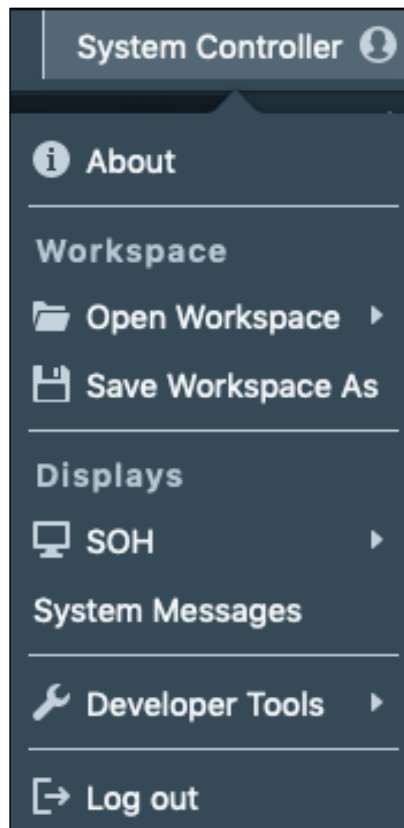 System Controller
About
Workspace
Open Workspace
Save Workspace As
Displays
SOH
System Messages
Developer Tools
Log out